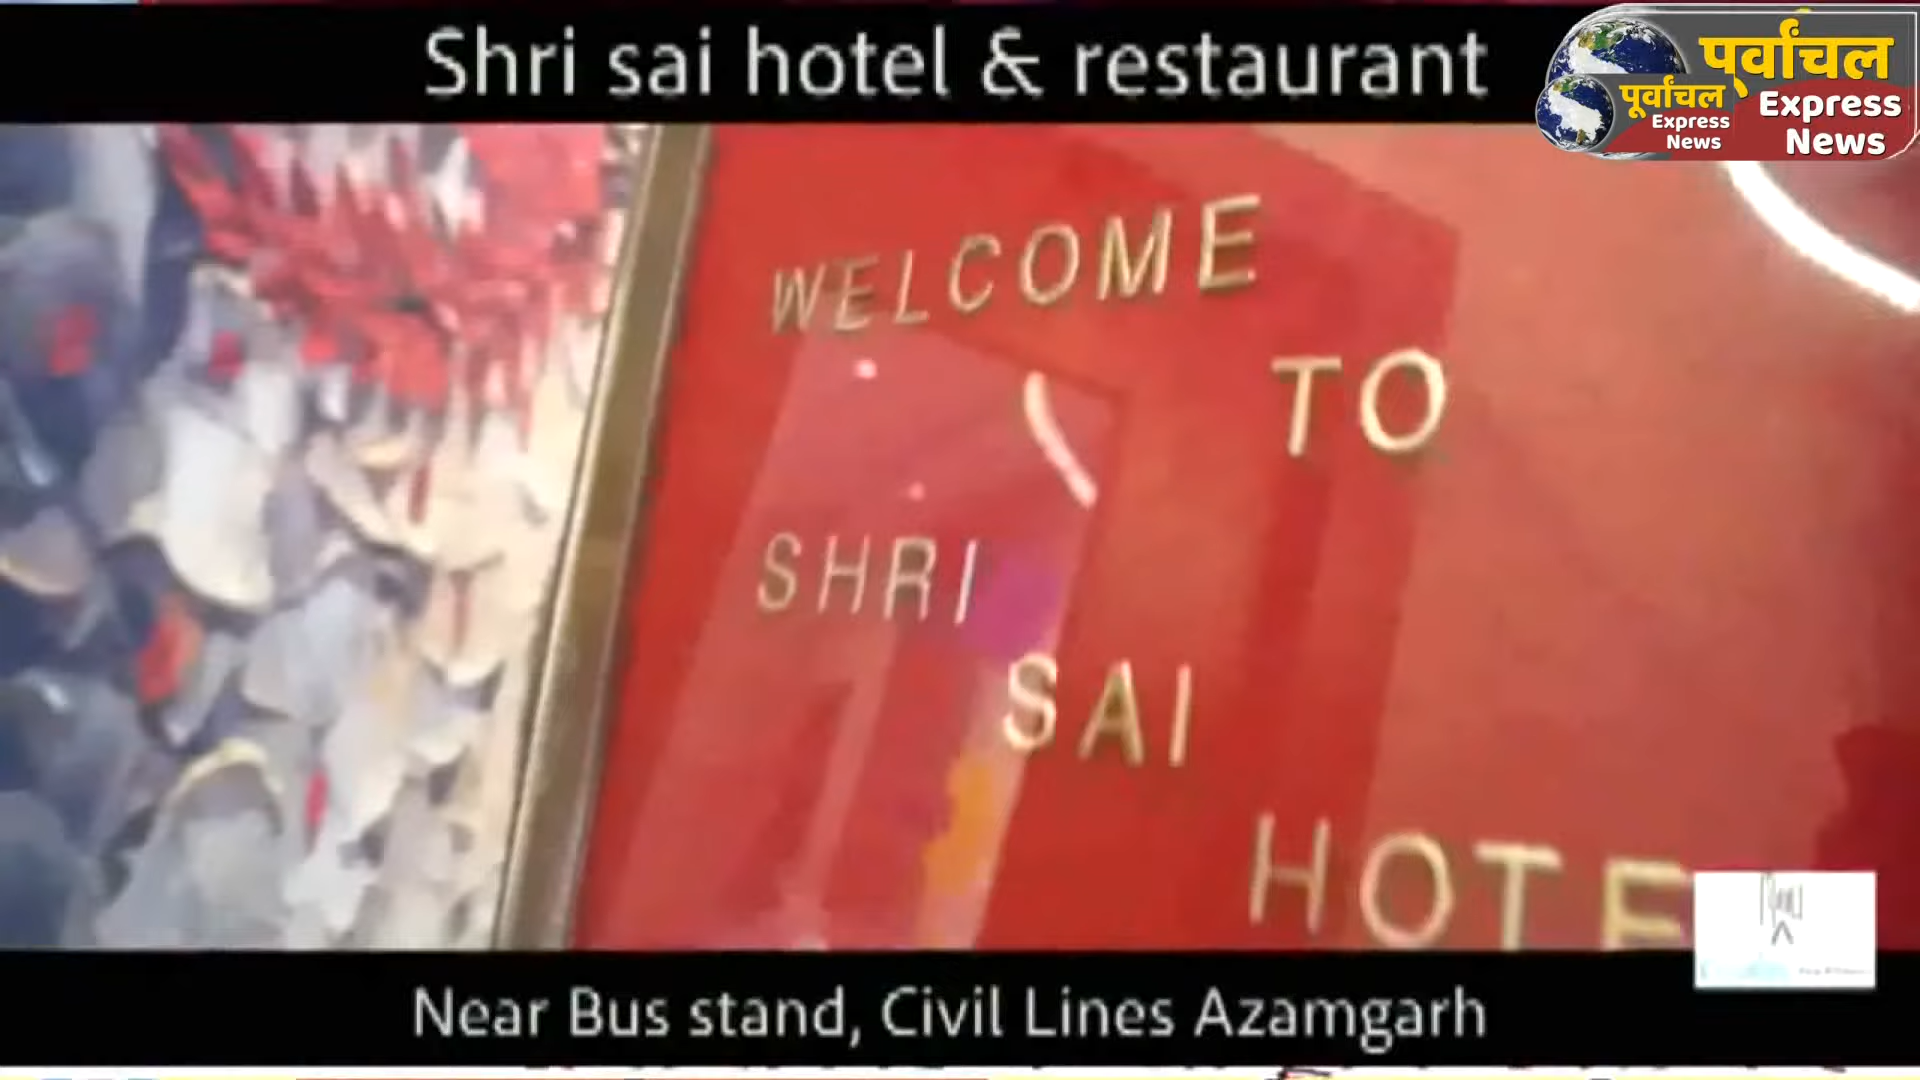 Shri sai hotel & restaurant
पूर्वांचल
Express
News
पूर्वांचल
Express
News
WELCOME
TO
SHRI
SAI
HOTE
Near Bus stand, Civil Lines Azamgarh